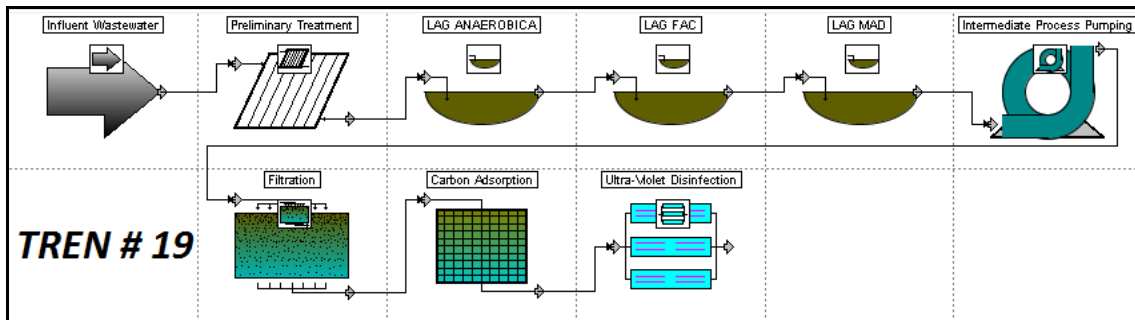 Influent Wastewater
Preliminary Treatment
LAG ANAEROBICA
LAG FAC
LAG MAD
Intermediate Process Pumping
Filtration
Carbon Adsorption
Ultra-Violet Disinfection
TREN # 19